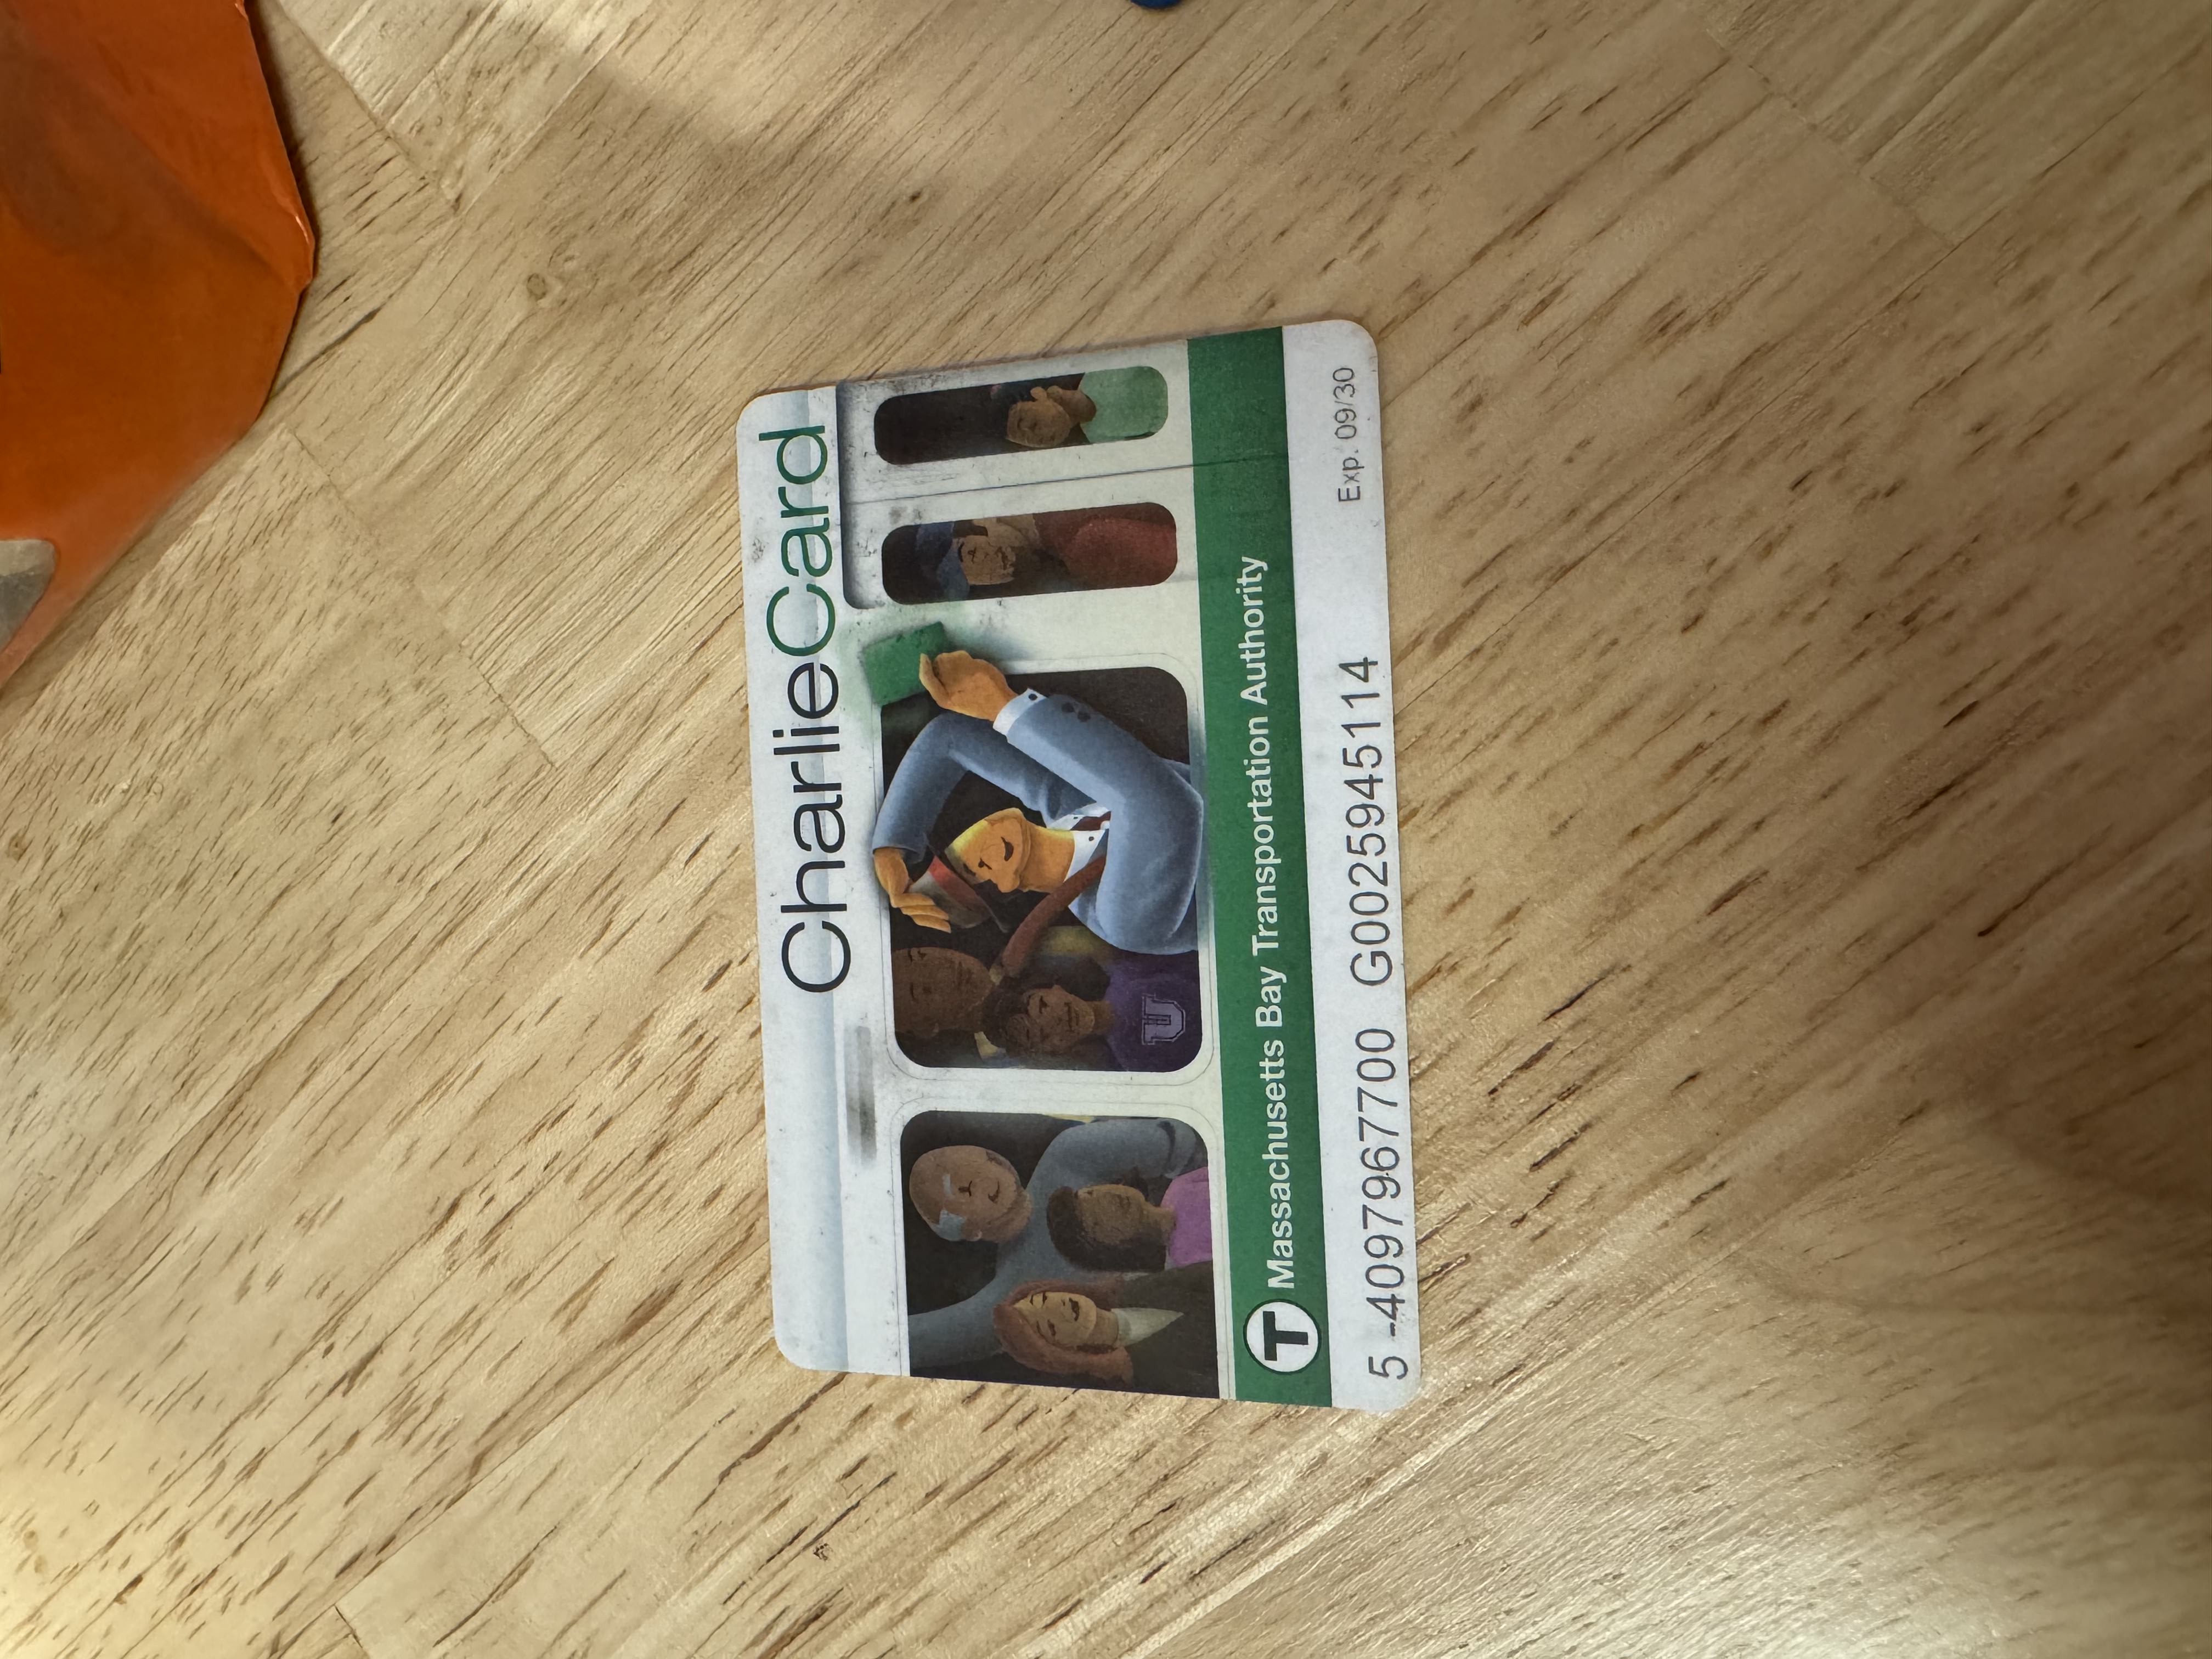 CharlieCard
U
T Massachusetts Bay Transportation Authority
5 -4097967700 G0025945114 Exp. 09/30